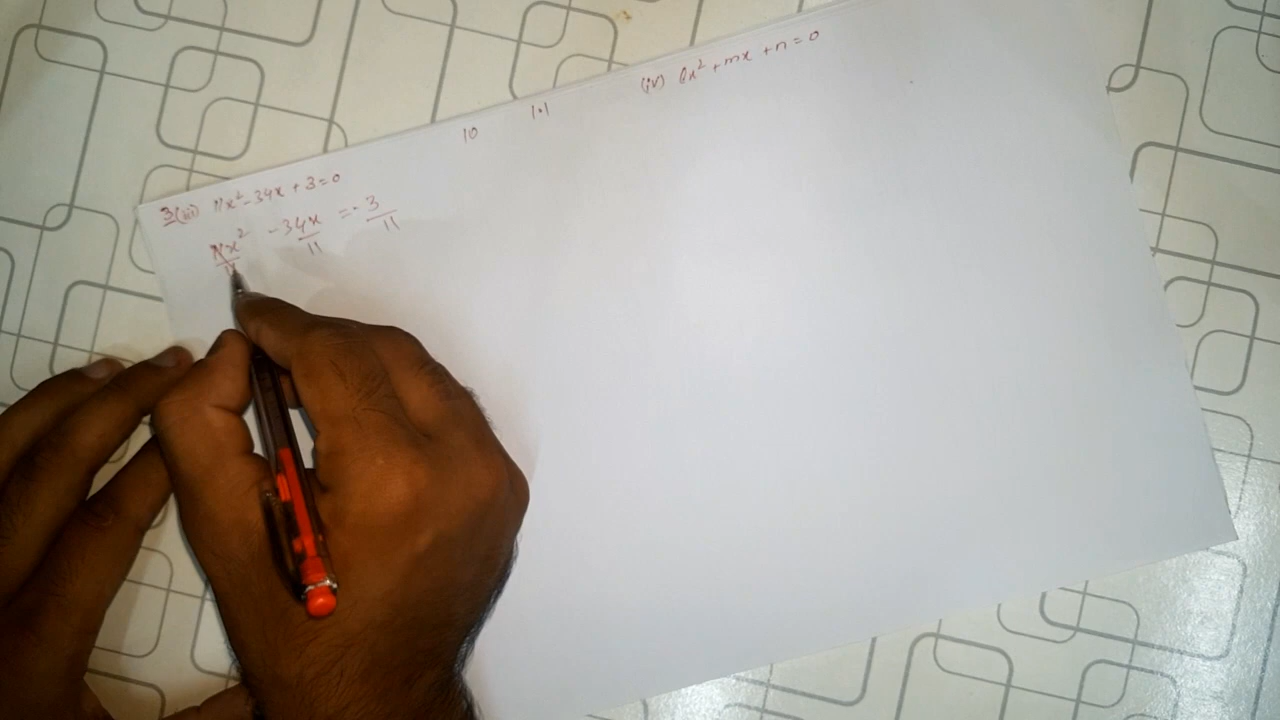 3(iii) 11x² - 34x + 3 = 0
11x²/11 - 34x/11 = - 3/11
10
1.1
(iv) lx² + mx + n = 0